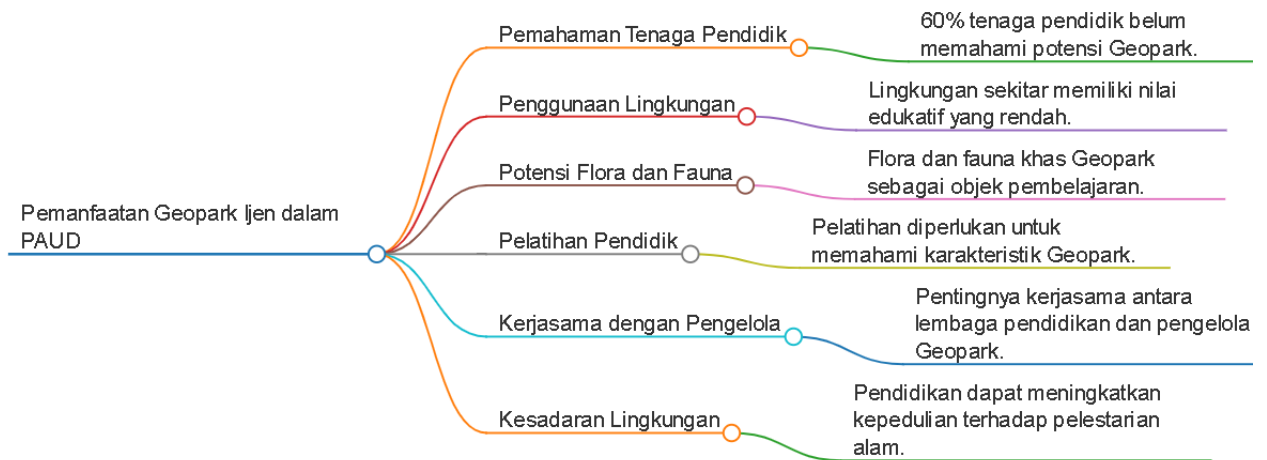 Pemanfaatan Geopark Ijen dalam
PAUD
Pemahaman Tenaga Pendidik
60% tenaga pendidik belum
memahami potensi Geopark.
Penggunaan Lingkungan
Lingkungan sekitar memiliki nilai
edukatif yang rendah.
Potensi Flora dan Fauna
Flora dan fauna khas Geopark
sebagai objek pembelajaran.
Pelatihan Pendidik
Pelatihan diperlukan untuk
memahami karakteristik Geopark.
Kerjasama dengan Pengelola
Pentingnya kerjasama antara
lembaga pendidikan dan pengelola
Geopark.
Kesadaran Lingkungan
Pendidikan dapat meningkatkan
kepedulian terhadap pelestarian
alam.